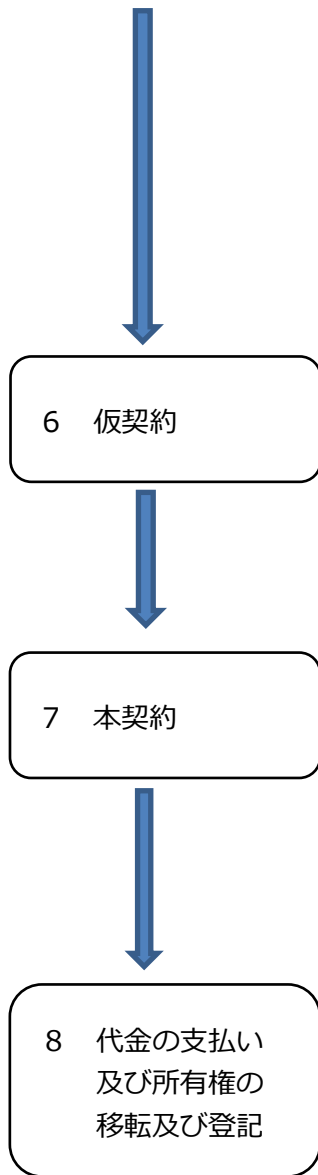 6 仮契約
7 本契約
8 代金の支払い
及び所有権の
移転及び登記